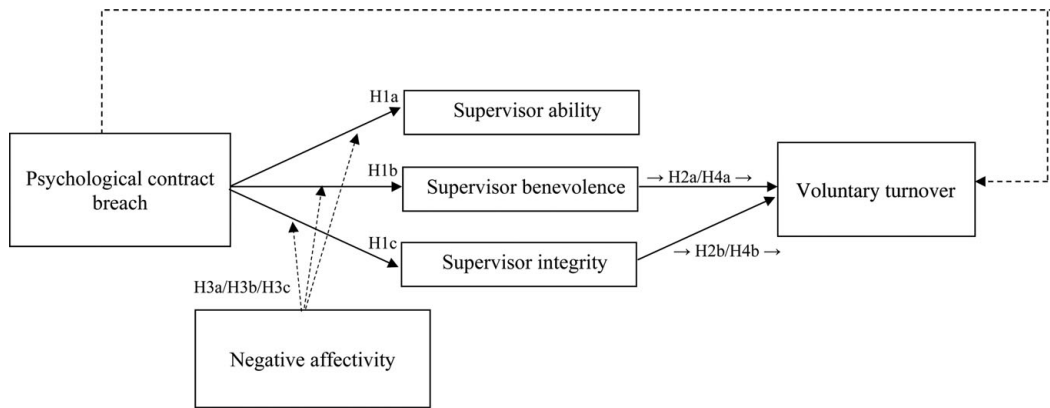 H1a
Supervisor ability
Psychological contract
breach
H1b
Supervisor benevolence
→ H2a/H4a →
Voluntary turnover
H1c
Supervisor integrity
→ H2b/H4b →
H3a/H3b/H3c
Negative affectivity